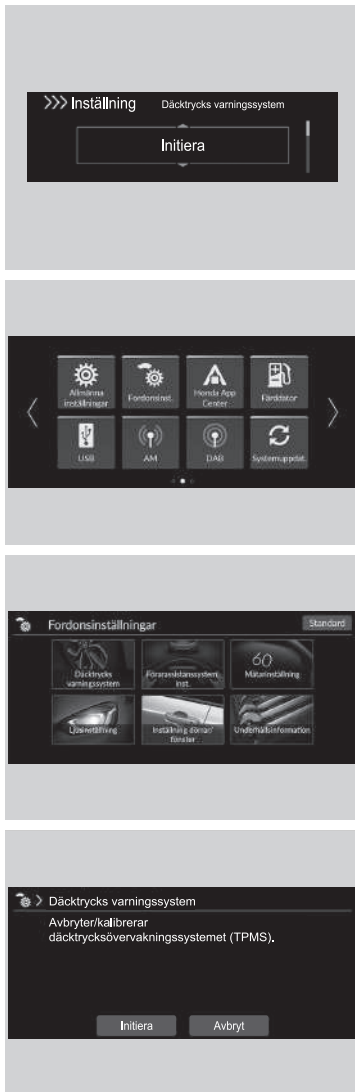 >>> Inställning Däcktrycks varningssystem
Initiera
Allmänna
inställningar
Fordonsinst.
Honda App
Center
Färddator
USB
AM
DAB
Systemuppdat.
Fordonsinställningar
Standard
Däcktrycks
varningssystem
Förarassistanssystem
inst.
60
Mätarinställning
Ljusinställning
Inställning dörrar/
fönster
Underhållsinformation
> Däcktrycks varningssystem
Avbryter/kalibrerar
däcktrycksövervakningssystemet (TPMS).
Initiera
Avbryt